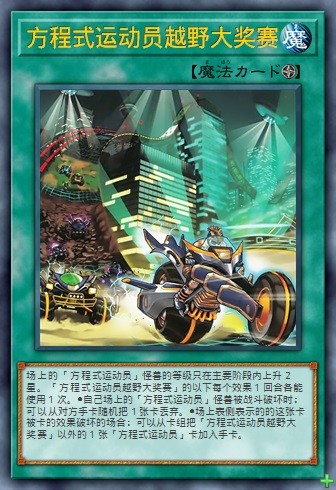 方程式运动员越野大奖赛 魔
【魔法カード】
场上的「方程式运动员」怪兽的等级只在主要阶段内上升 2
星。「方程式运动员越野大奖赛」的以下每个效果 1 回合各能
使用 1 次。●自己场上的「方程式运动员」怪兽被战斗破坏时：
可以从对方手卡随机把 1 张卡丢弃。●场上表侧表示的的这张卡
被卡的效果破坏的场合：可以从卡组把「方程式运动员越野大
奖赛」以外的 1 张「方程式运动员」卡加入手卡。